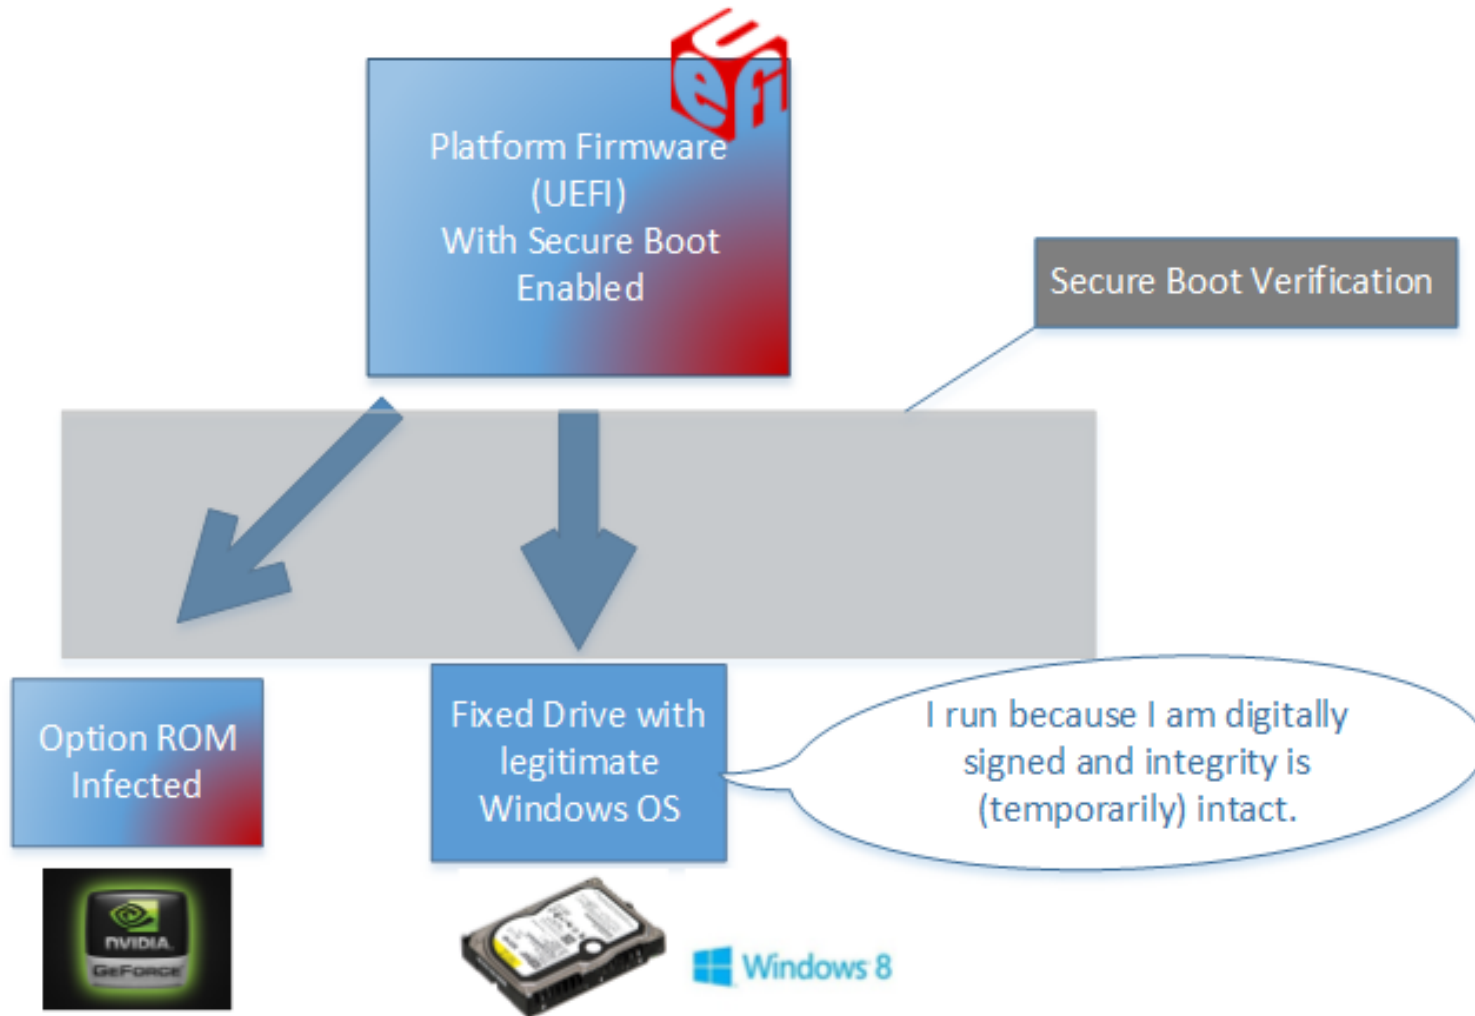 uefi
Platform Firmware
(UEFI)
With Secure Boot
Enabled
Secure Boot Verification
Option ROM
Infected
Fixed Drive with
legitimate
Windows OS
I run because I am digitally
signed and integrity is
(temporarily) intact.
NVIDIA.
GEFORCE
Windows 8